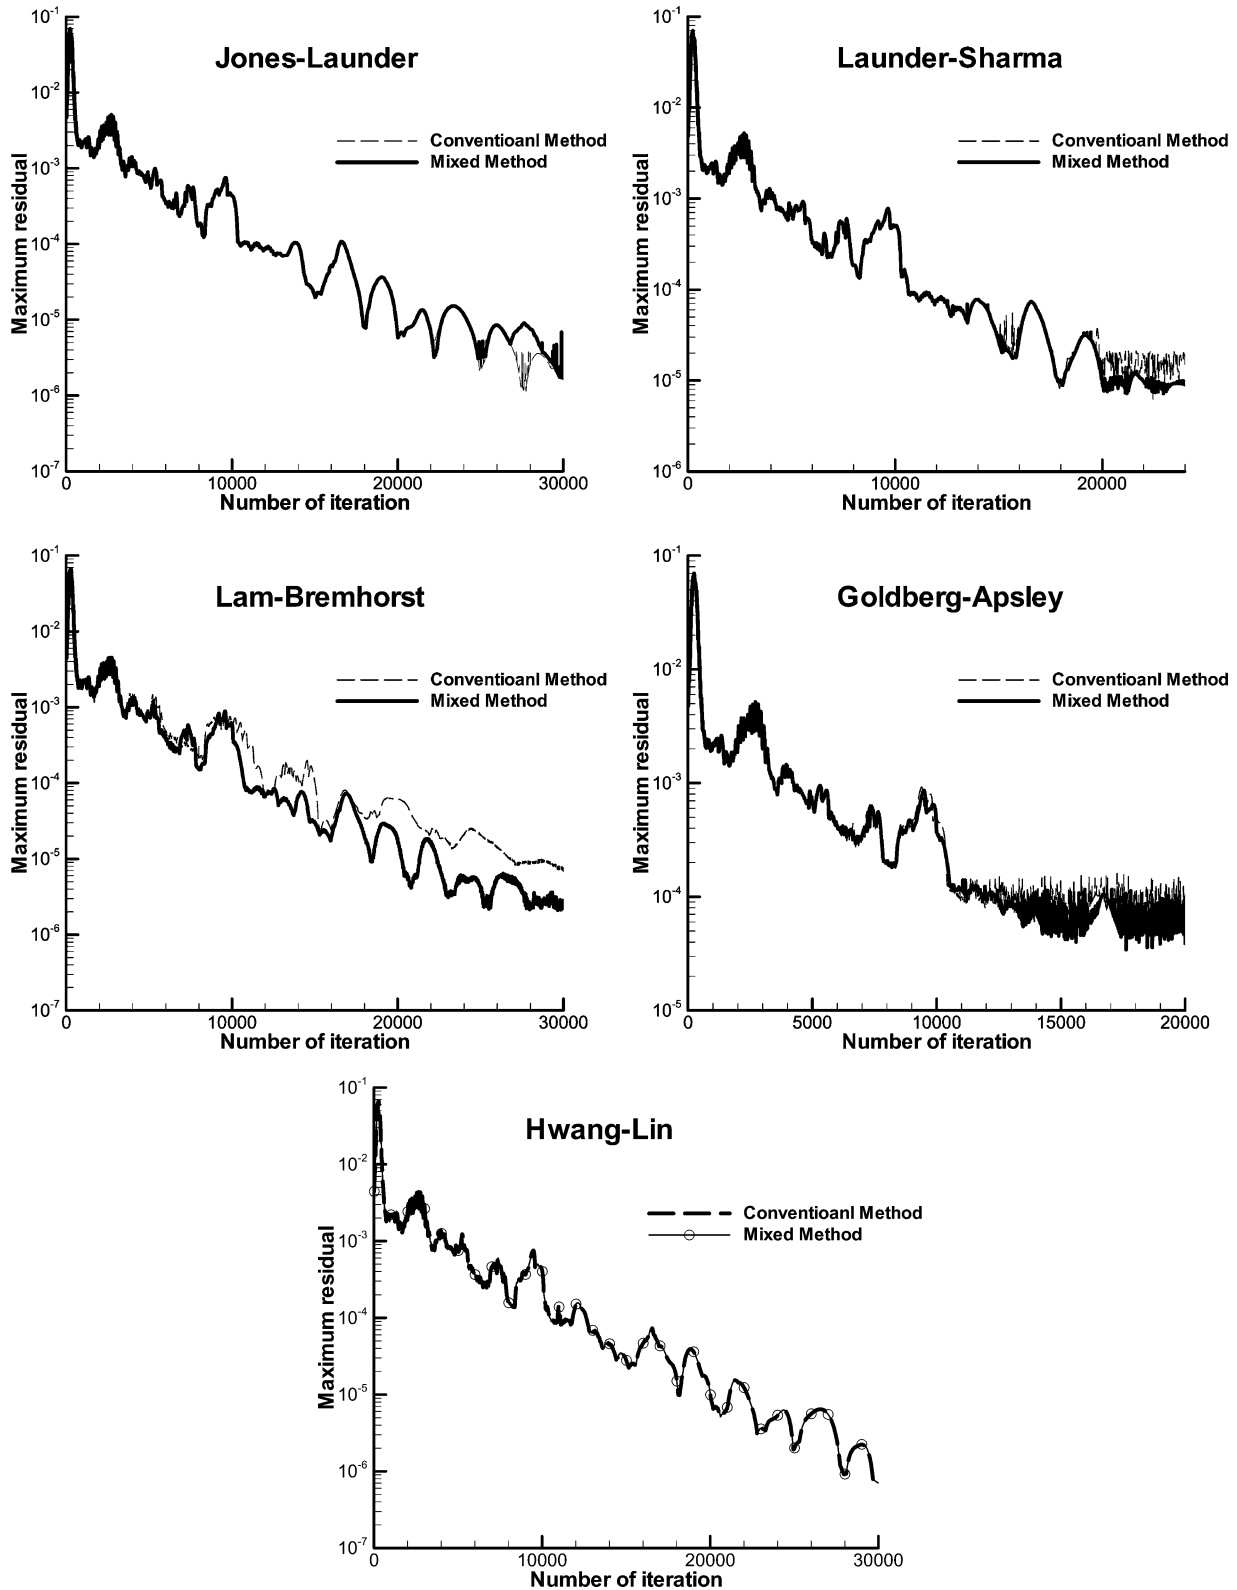 Jones-Launder
Conventioanl Method
Mixed Method
Maximum residual
10-1
10-2
10-3
10-4
10-5
10-6
10-7
0 10000 20000 30000
Number of iteration
Launder-Sharma
Conventioanl Method
Mixed Method
Maximum residual
10-1
10-2
10-3
10-4
10-5
10-6
0 10000 20000
Number of iteration
Lam-Bremhorst
Conventioanl Method
Mixed Method
Maximum residual
10-1
10-2
10-3
10-4
10-5
10-6
10-7
0 10000 20000 30000
Number of iteration
Goldberg-Apsley
Conventioanl Method
Mixed Method
Maximum residual
10-1
10-2
10-3
10-4
10-5
0 5000 10000 15000 20000
Number of iteration
Hwang-Lin
Conventioanl Method
Mixed Method
Maximum residual
10-1
10-2
10-3
10-4
10-5
10-6
10-7
0 10000 20000 30000
Number of iteration